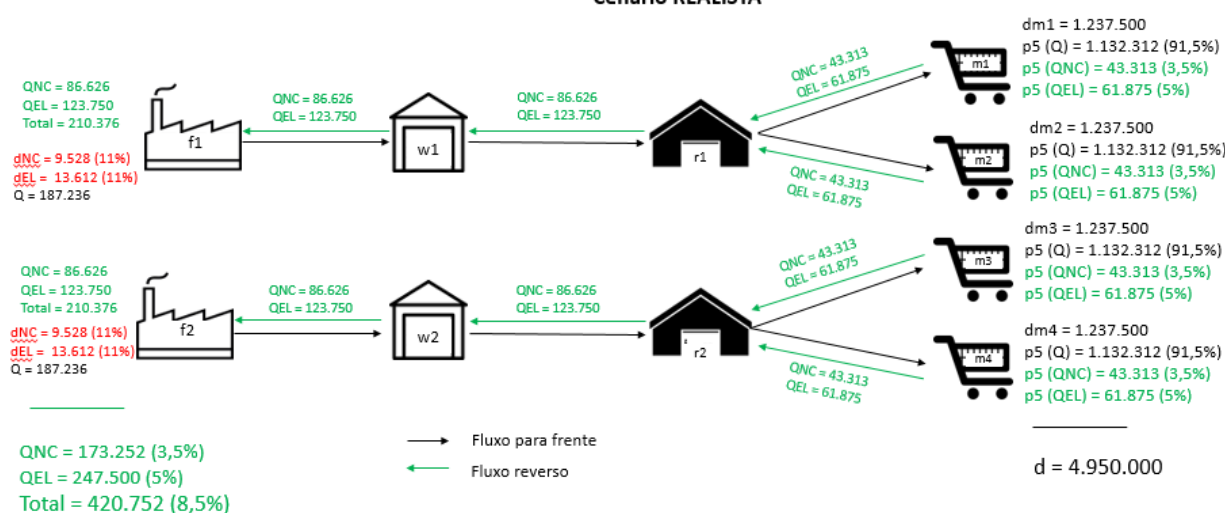 Cenário REALISTA
QNC = 86.626
QEL = 123.750
Total = 210.376
dNC = 9.528 (11%)
dEL = 13.612 (11%)
Q = 187.236
f1
QNC = 86.626
QEL = 123.750
w1
QNC = 86.626
QEL = 123.750
r1
QNC = 43.313
QEL = 61.875
QNC = 43.313
QEL = 61.875
m1
dm1 = 1.237.500
p5 (Q) = 1.132.312 (91,5%)
p5 (QNC) = 43.313 (3,5%)
p5 (QEL) = 61.875 (5%)
m2
dm2 = 1.237.500
p5 (Q) = 1.132.312 (91,5%)
p5 (QNC) = 43.313 (3,5%)
p5 (QEL) = 61.875 (5%)
QNC = 86.626
QEL = 123.750
Total = 210.376
dNC = 9.528 (11%)
dEL = 13.612 (11%)
Q = 187.236
f2
QNC = 86.626
QEL = 123.750
w2
QNC = 86.626
QEL = 123.750
r2
QNC = 43.313
QEL = 61.875
QNC = 43.313
QEL = 61.875
m3
dm3 = 1.237.500
p5 (Q) = 1.132.312 (91,5%)
p5 (QNC) = 43.313 (3,5%)
p5 (QEL) = 61.875 (5%)
m4
dm4 = 1.237.500
p5 (Q) = 1.132.312 (91,5%)
p5 (QNC) = 43.313 (3,5%)
p5 (QEL) = 61.875 (5%)
QNC = 173.252 (3,5%)
QEL = 247.500 (5%)
Total = 420.752 (8,5%)
Fluxo para frente
Fluxo reverso
d = 4.950.000